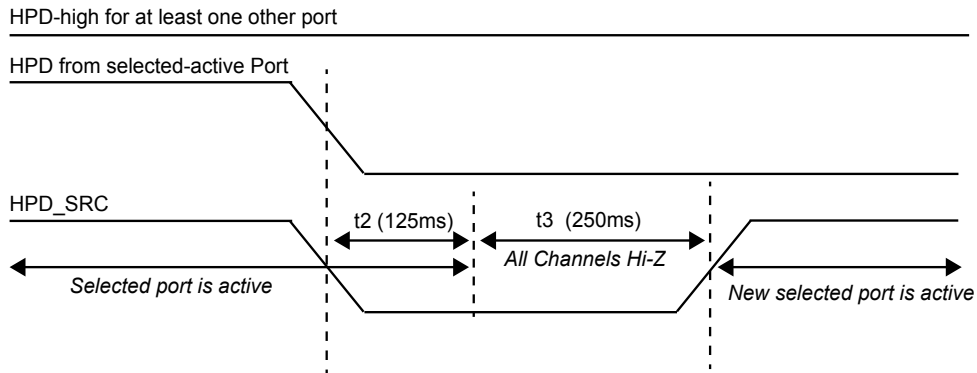 HPD-high for at least one other port
HPD from selected-active Port
HPD_SRC
t2 (125ms)
t3 (250ms)
All Channels Hi-Z
Selected port is active
New selected port is active